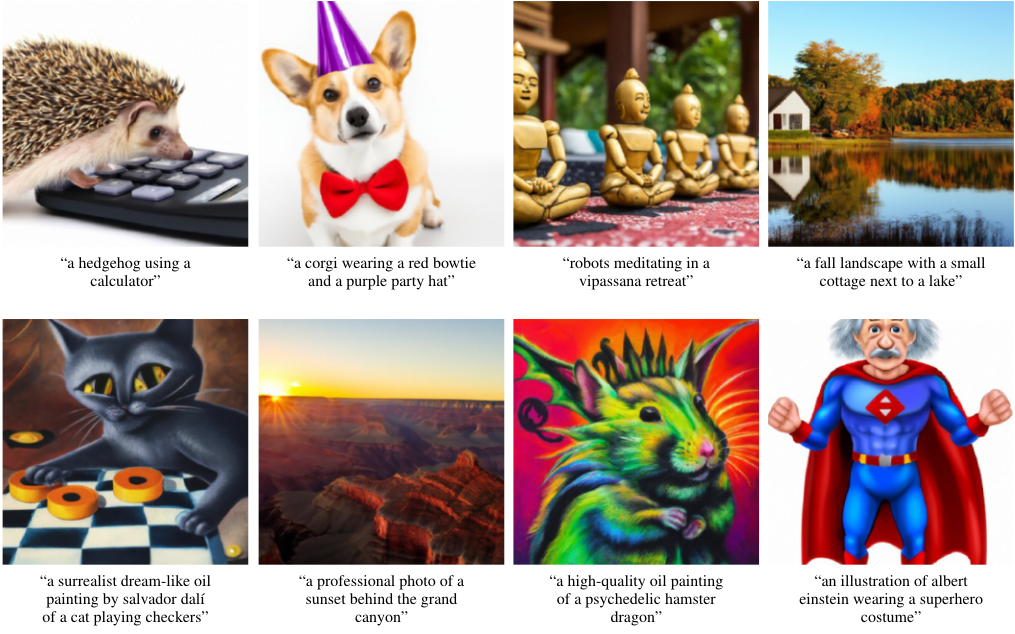 “a hedgehog using a
calculator”
“a corgi wearing a red bowtie
and a purple party hat”
“robots meditating in a
vipassana retreat”
“a fall landscape with a small
cottage next to a lake”
“a surrealist dream-like oil
painting by salvador dalí
of a cat playing checkers”
“a professional photo of a
sunset behind the grand
canyon”
“a high-quality oil painting
of a psychedelic hamster
dragon”
“an illustration of albert
einstein wearing a superhero
costume”